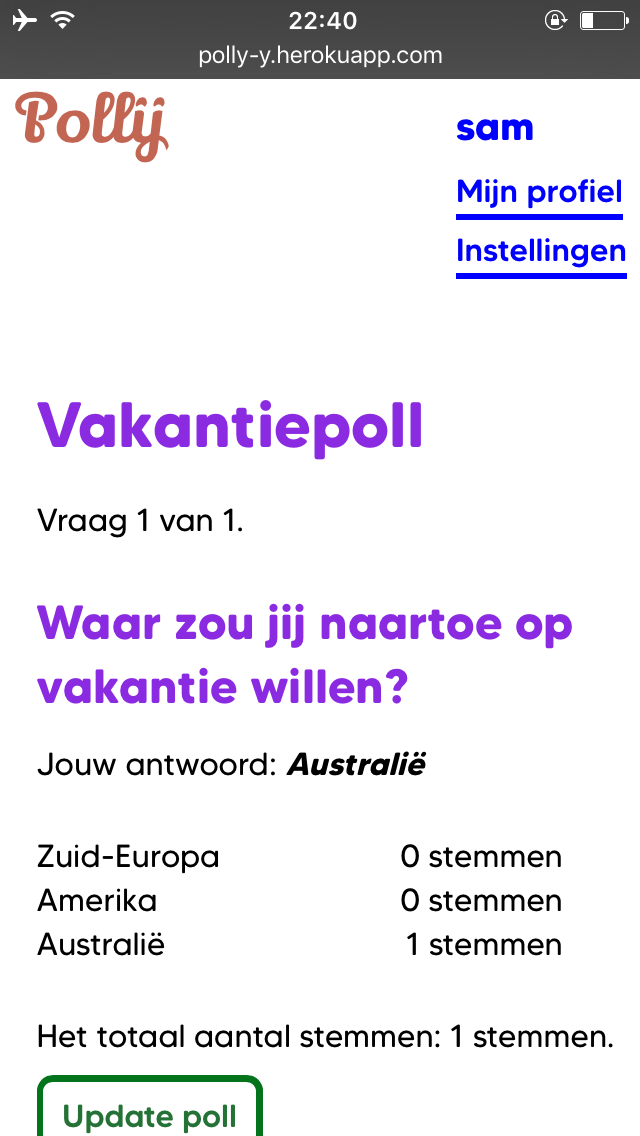 22:40
polly-y.herokuapp.com
Pollij
sam
Mijn profiel
Instellingen
Vakantiepoll
Vraag 1 van 1.
Waar zou jij naartoe op
vakantie willen?
Jouw antwoord: Australië
Zuid-Europa 0 stemmen
Amerika 0 stemmen
Australië 1 stemmen
Het totaal aantal stemmen: 1 stemmen.
Update poll